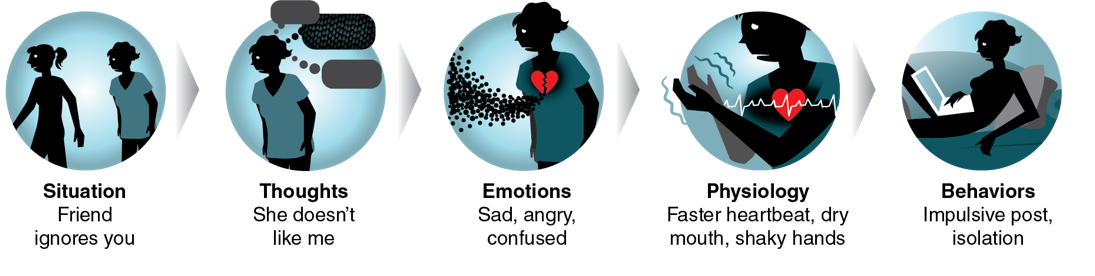 Situation
Friend
ignores you
Thoughts
She doesn’t
like me
Emotions
Sad, angry,
confused
Physiology
Faster heartbeat, dry
mouth, shaky hands
Behaviors
Impulsive post,
isolation